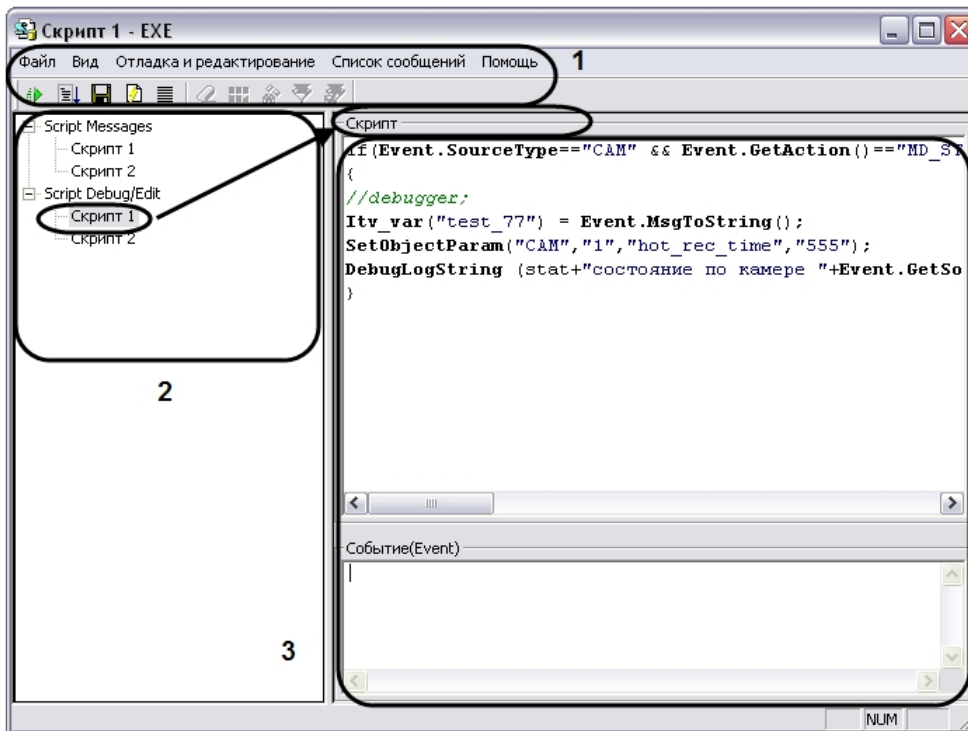 Скрипт 1 - EXE
Файл Вид Отладка и редактирование Список сообщений Помощь 1
Script Messages
Скрипт 1
Скрипт 2
Script Debug/Edit
Скрипт 1
Скрипт 2
2
Скрипт
If(Event.SourceType=="CAM" && Event.GetAction()=="MD_ST
{
//debugger;
Itv_var("test_77") = Event.MsgToString();
SetObjectParam("CAM","1","hot_rec_time","555");
DebugLogString (stat+"состояние по камере "+Event.GetSo
}
Событие(Event)
3
NUM